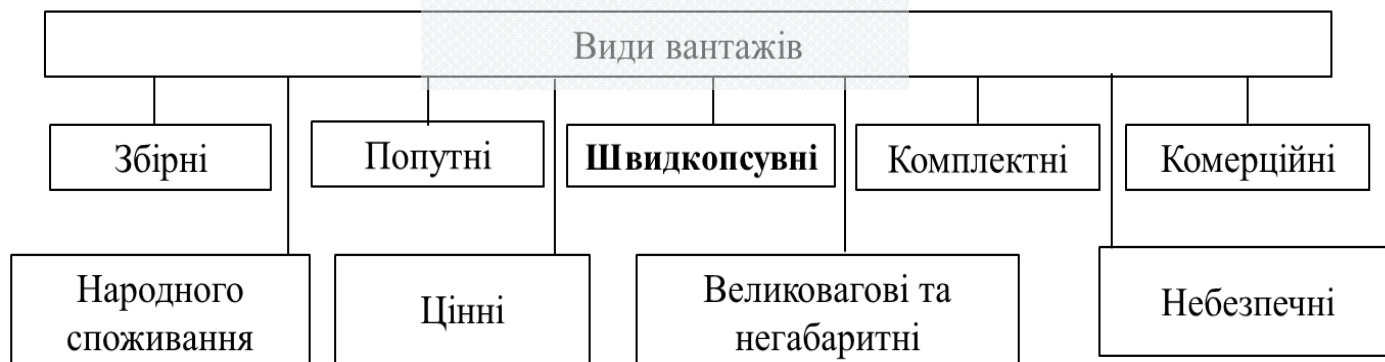 Види вантажів
Збірні
Попутні
Швидкопсувні
Комплектні
Комерційні
Народного
споживання
Цінні
Великовагові та
негабаритні
Небезпечні